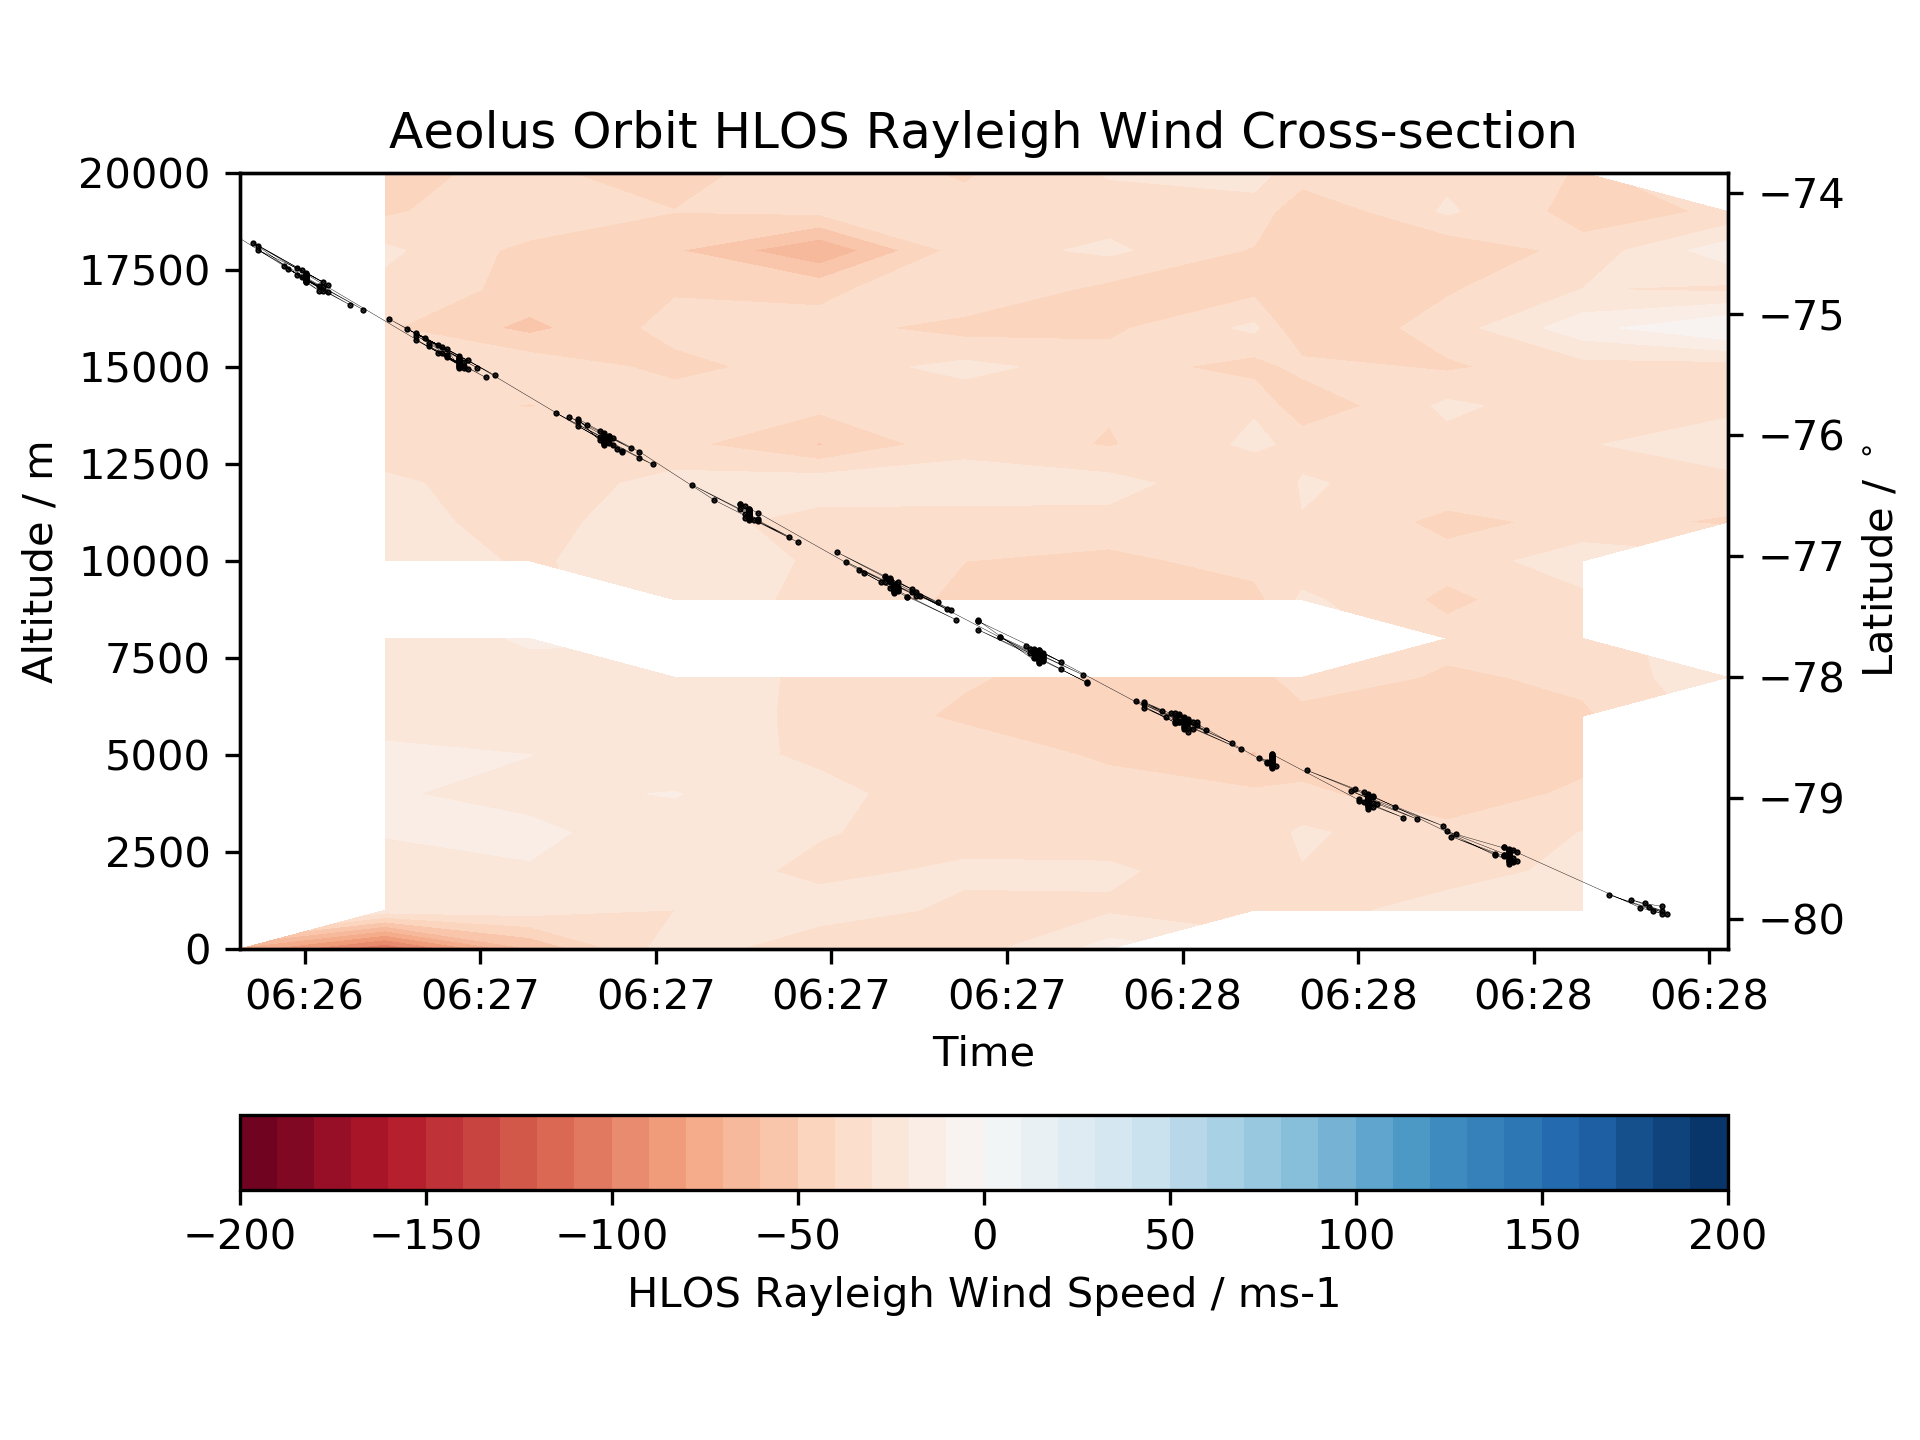 Aeolus Orbit HLOS Rayleigh Wind Cross-section
20000
17500
15000
12500
10000
7500
5000
2500
0
Altitude / m
−74
−75
−76
−77
−78
−79
−80
Latitude / °
06:26 06:27 06:27 06:27 06:27 06:28 06:28 06:28 06:28
Time
−200 −150 −100 −50 0 50 100 150 200
HLOS Rayleigh Wind Speed / ms-1